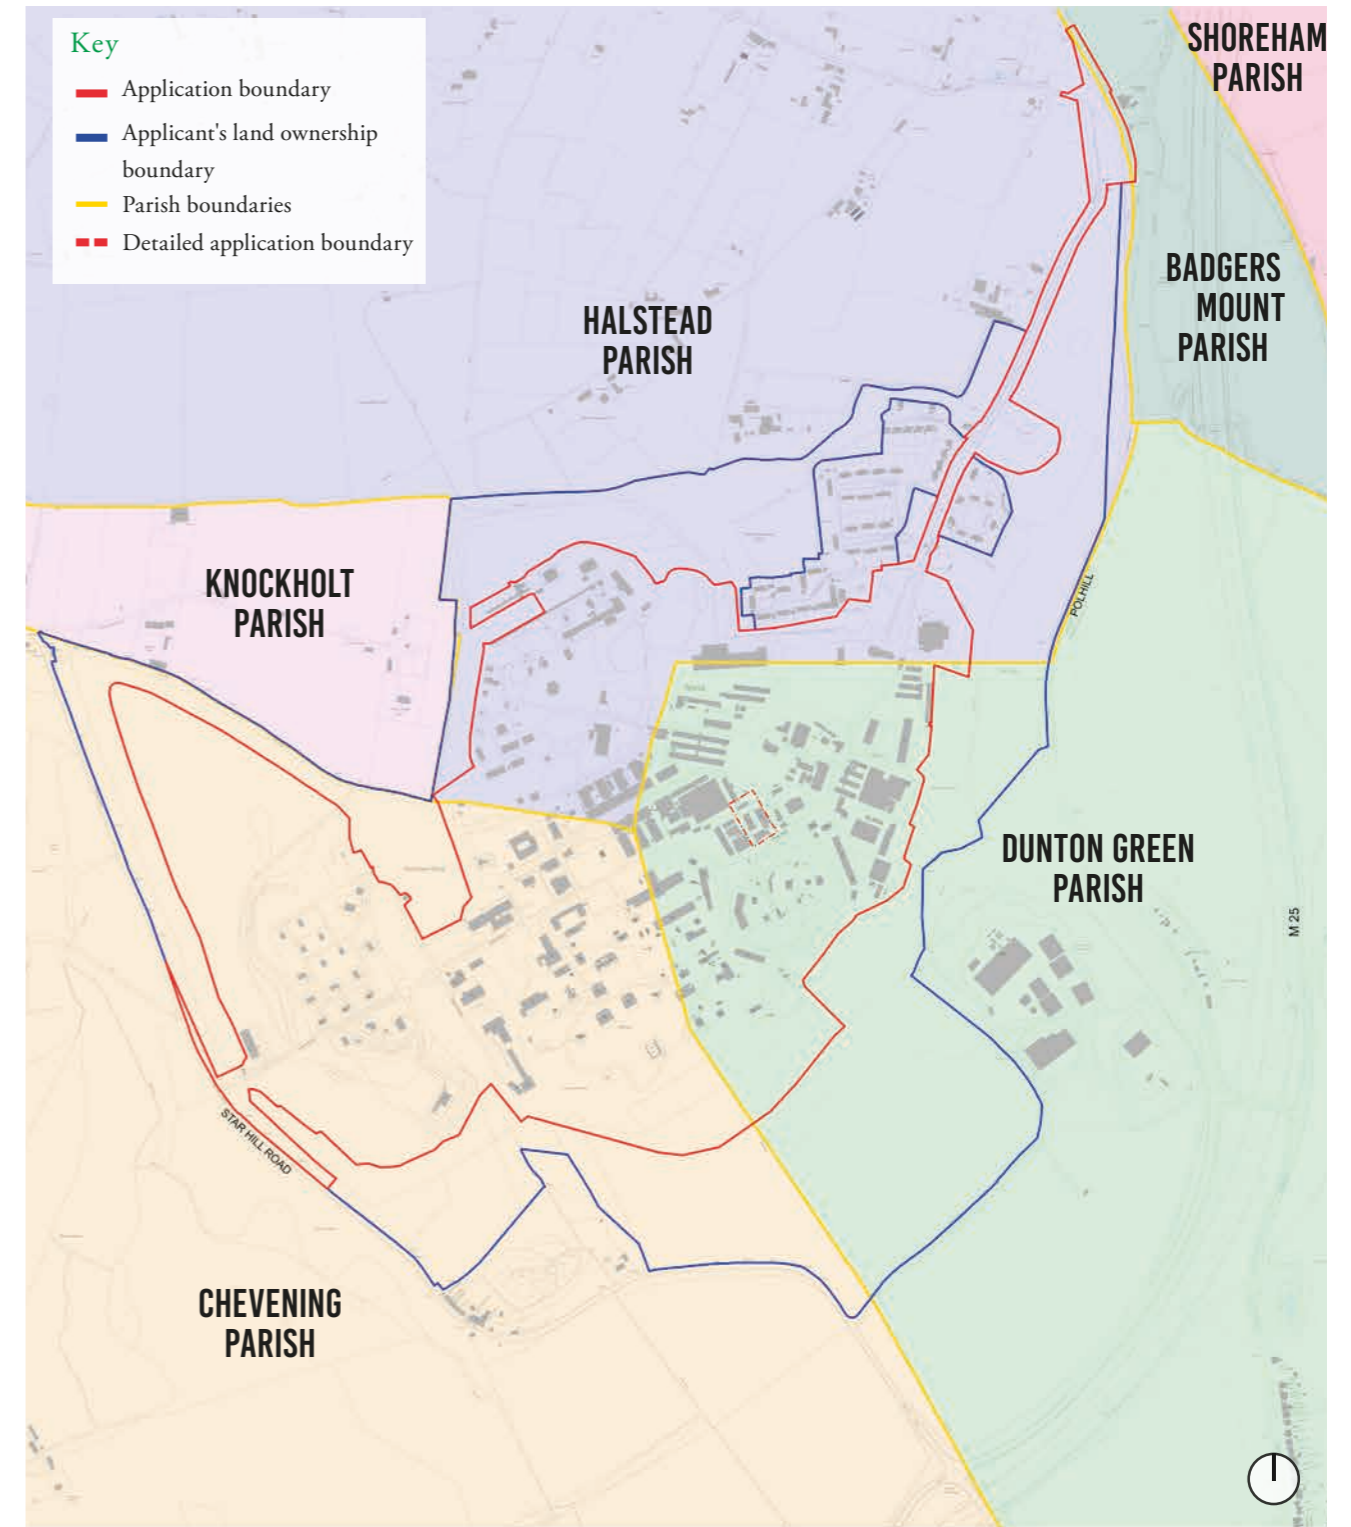 Key
Application boundary
Applicant's land ownership
boundary
Parish boundaries
Detailed application boundary
SHOREHAM
PARISH
BADGERS
MOUNT
PARISH
HALSTEAD
PARISH
KNOCKHOLT
PARISH
POLHILL
DUNTON GREEN
PARISH
M 25
STAR HILL ROAD
CHEVENING
PARISH